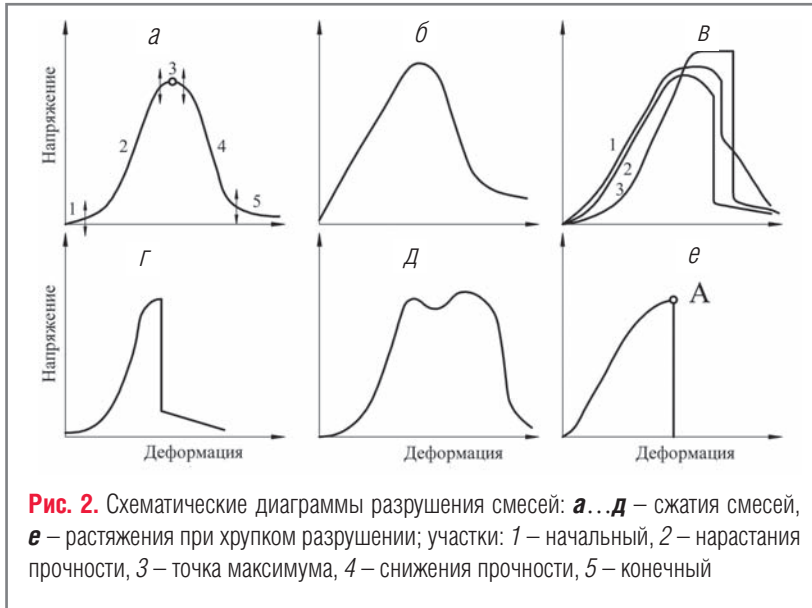 а
б
в
Напряжение
1
2
3
4
5
1
2
3
г
д
е
Напряжение
А
Деформация
Деформация
Деформация
Рис. 2. Схематические диаграммы разрушения смесей: а...д – сжатия смесей,
е – растяжения при хрупком разрушении; участки: 1 – начальный, 2 – нарастания
прочности, 3 – точка максимума, 4 – снижения прочности, 5 – конечный